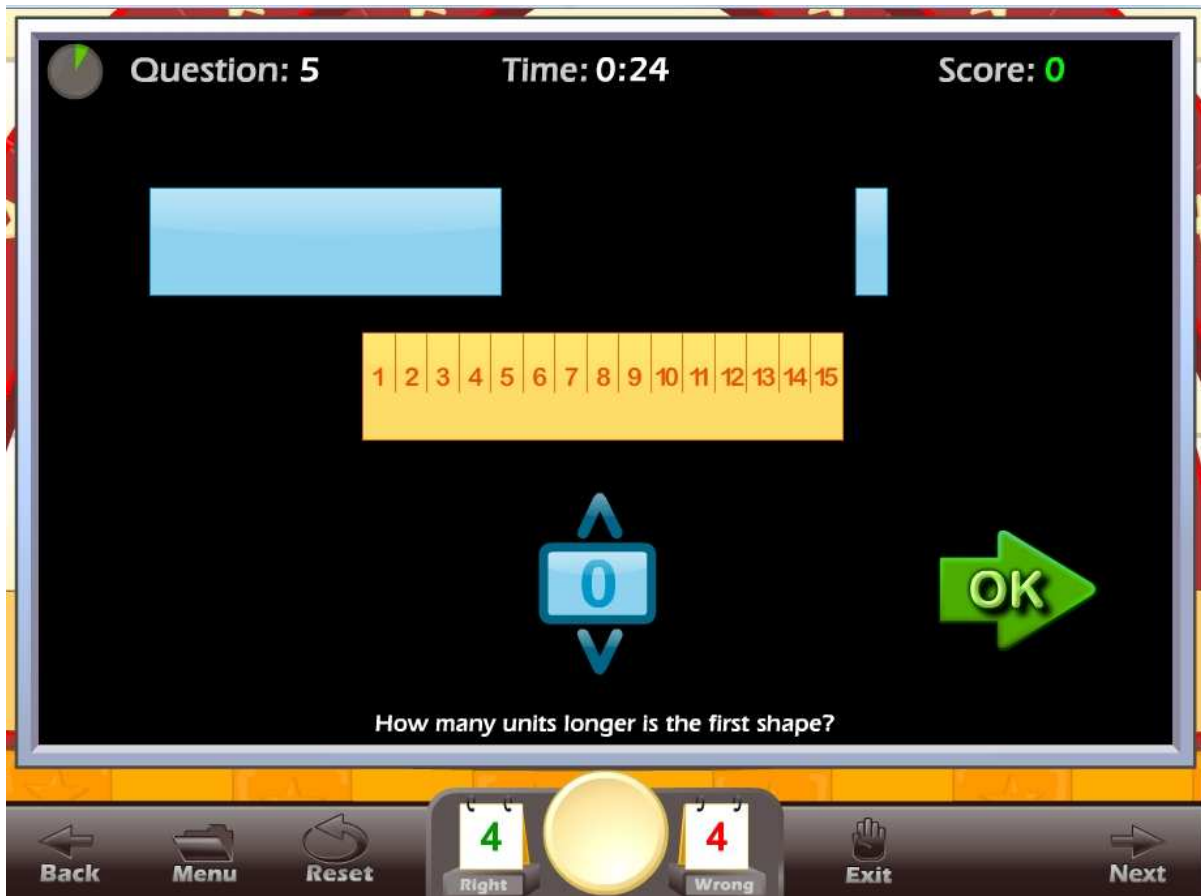 Question: 5 Time: 0:24 Score: 0
1 2 3 4 5 6 7 8 9 10 11 12 13 14 15
0
OK
How many units longer is the first shape?
4 4
Right Wrong
Back Menu Reset Exit Next